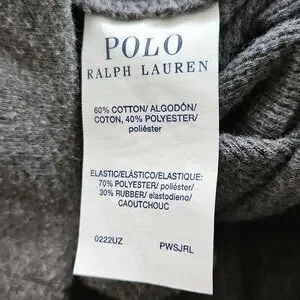 POLO
RALPH LAUREN
60% COTTON/ ALGODÓN/
COTON, 40% POLYESTER/
poliéster
ELASTIC/ELÁSTICO/ELASTIQUE:
70% POLYESTER/ poliéster/
30% RUBBER/ elastodieno/
CAOUTCHOUC
0222UZ PWSJRL